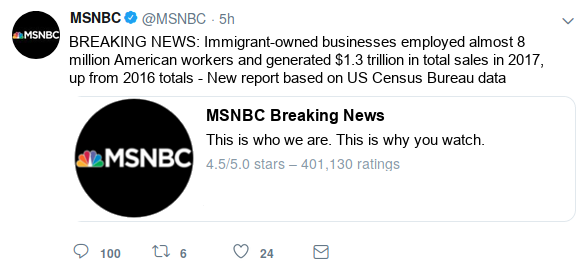 MSNBC @MSNBC · 5h
MSNBC
BREAKING NEWS: Immigrant-owned businesses employed almost 8
million American workers and generated $1.3 trillion in total sales in 2017,
up from 2016 totals - New report based on US Census Bureau data
MSNBC
MSNBC Breaking News
This is who we are. This is why you watch.
4.5/5.0 stars – 401,130 ratings
100 6 24